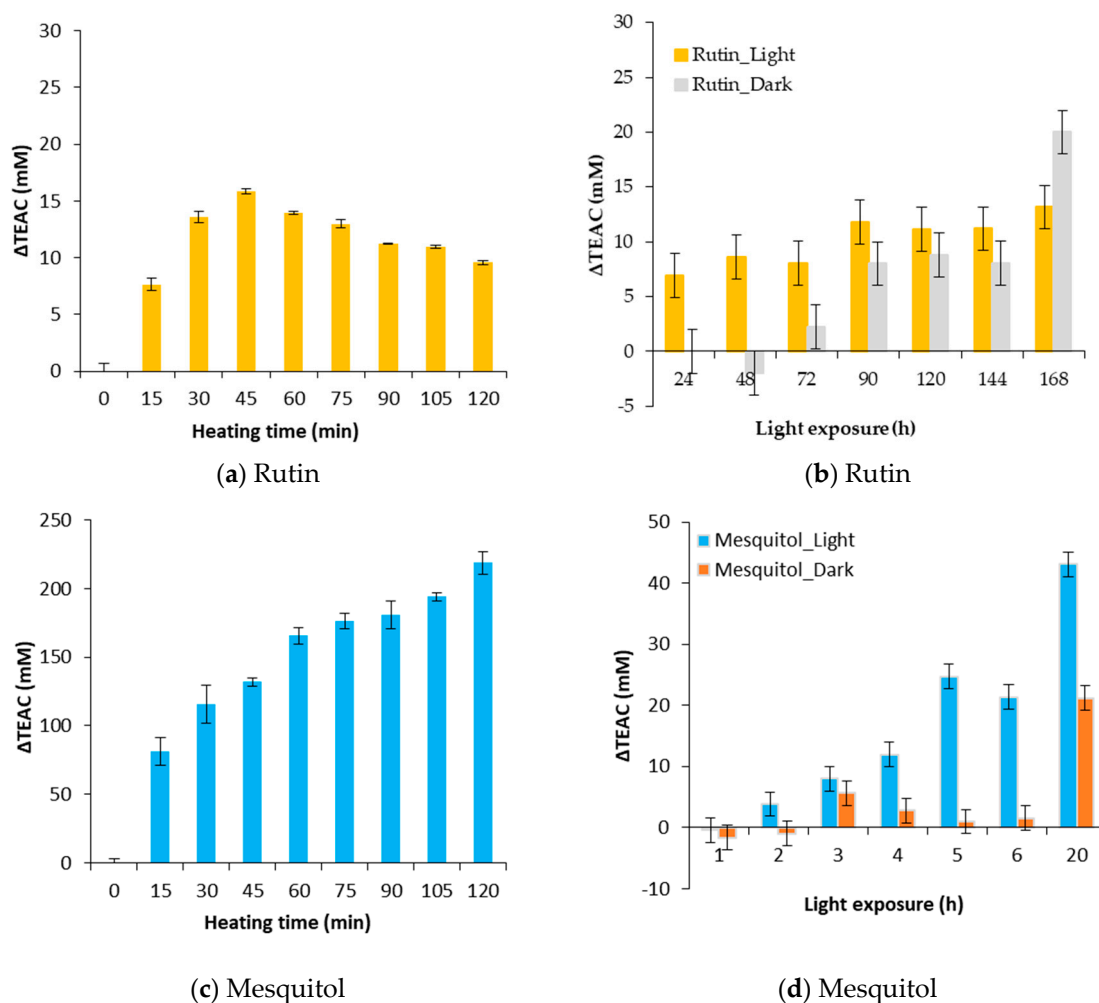 30
25
20
15
10
5
0
ΔTEAC (mM)
0 15 30 45 60 75 90 105 120
Heating time (min)
(a) Rutin
30
25
20
15
10
5
0
-5
ΔTEAC (mM)
Rutin_Light
Rutin_Dark
24 48 72 90 120 144 168
Light exposure (h)
(b) Rutin
250
200
150
100
50
0
ΔTEAC (mM)
0 15 30 45 60 75 90 105 120
Heating time (min)
(c) Mesquitol
50
40
30
20
10
0
-10
ΔTEAC (mM)
Mesquitol_Light
Mesquitol_Dark
1 2 3 4 5 6 20
Light exposure (h)
(d) Mesquitol